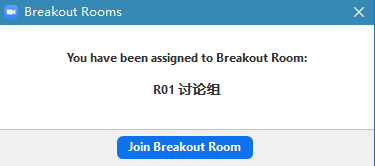 Breakout Rooms
You have been assigned to Breakout Room:
R01 讨论组
Join Breakout Room